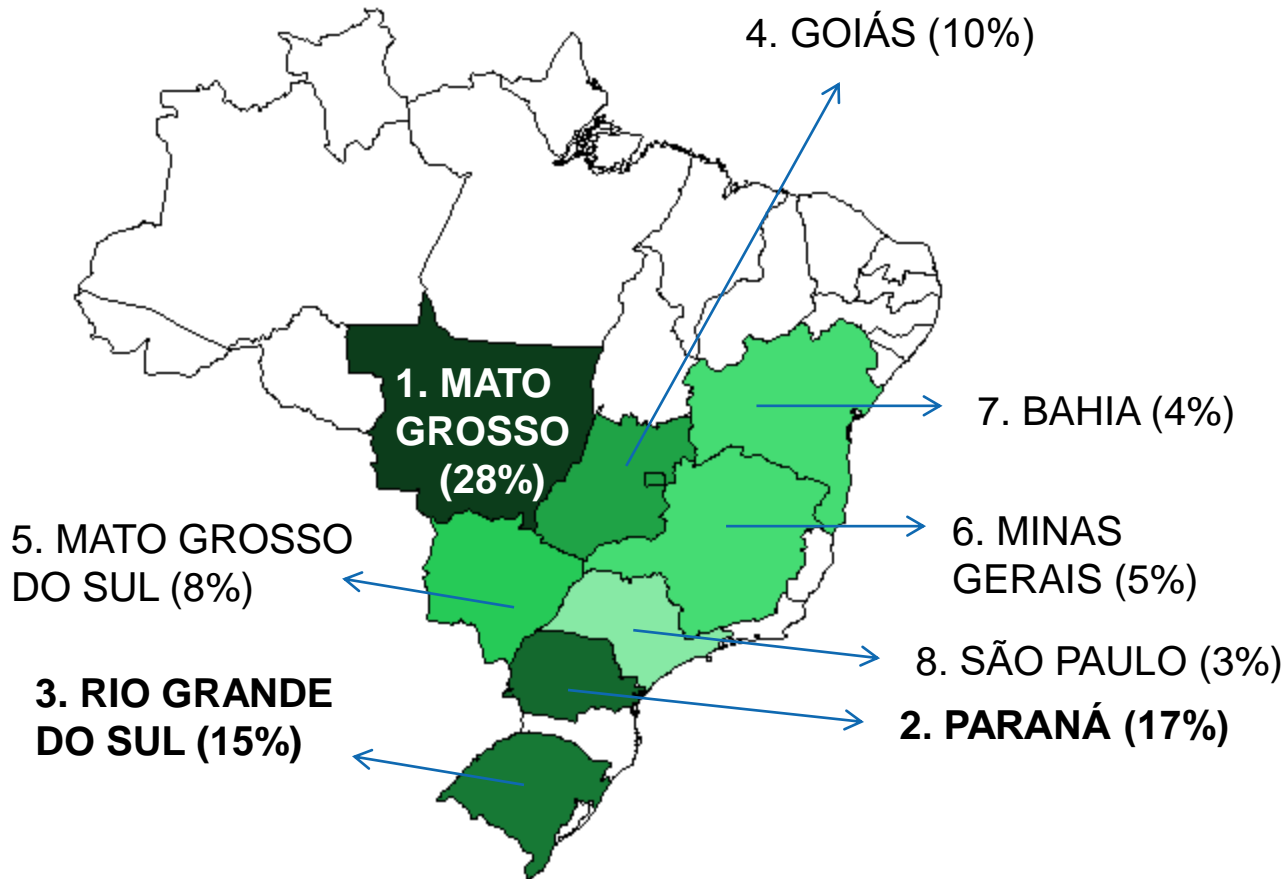 4. GOIÁS (10%)
1. MATO
GROSSO
(28%)
7. BAHIA (4%)
5. MATO GROSSO
DO SUL (8%)
6. MINAS
GERAIS (5%)
8. SÃO PAULO (3%)
3. RIO GRANDE
DO SUL (15%)
2. PARANÁ (17%)